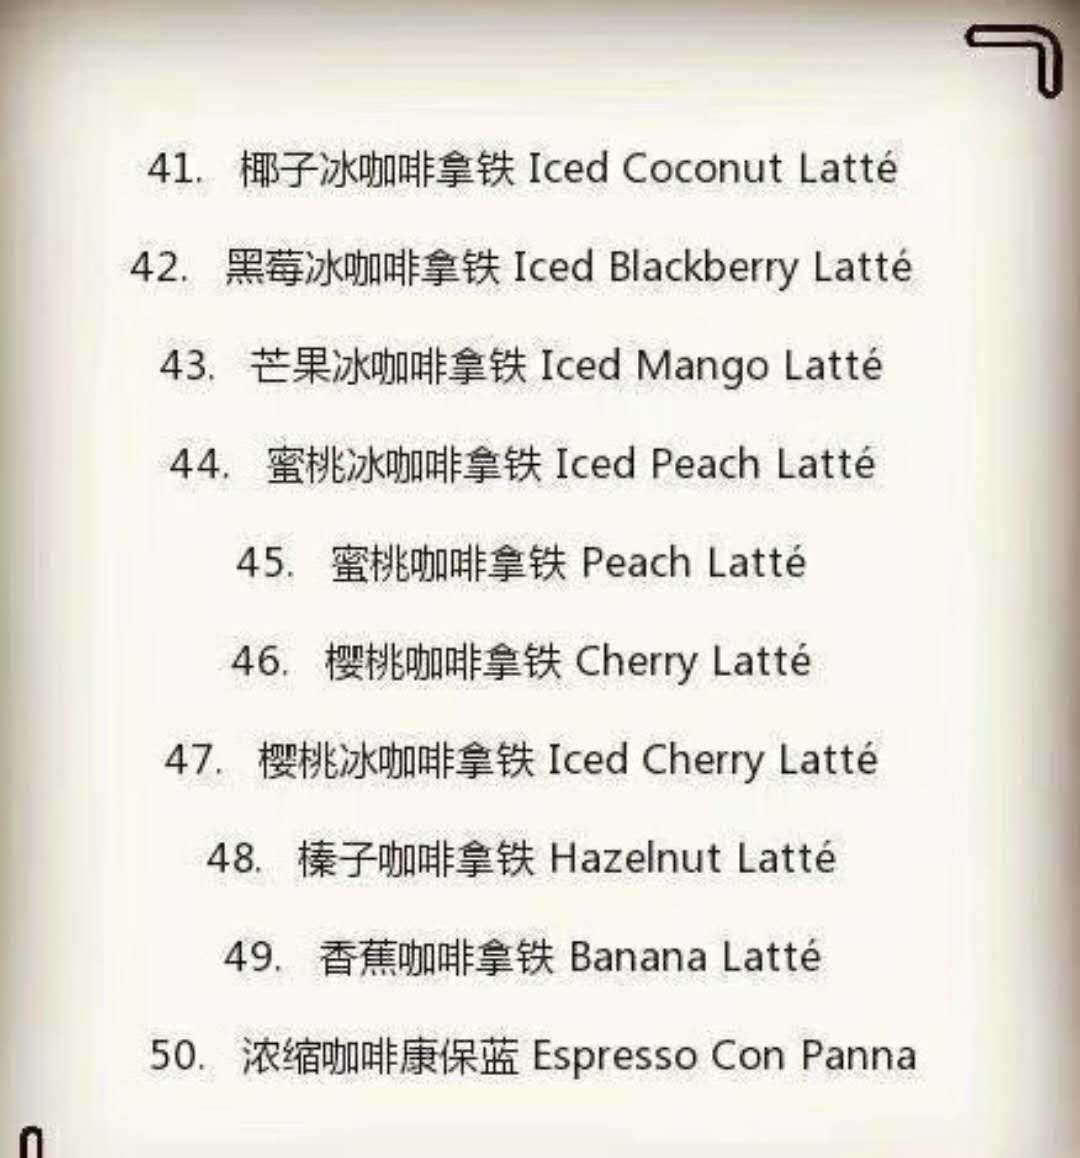 41. 椰子冰咖啡拿铁 Iced Coconut Latté
42. 黑莓冰咖啡拿铁 Iced Blackberry Latté
43. 芒果冰咖啡拿铁 Iced Mango Latté
44. 蜜桃冰咖啡拿铁 Iced Peach Latté
45. 蜜桃咖啡拿铁 Peach Latté
46. 樱桃咖啡拿铁 Cherry Latté
47. 樱桃冰咖啡拿铁 Iced Cherry Latté
48. 榛子咖啡拿铁 Hazelnut Latté
49. 香蕉咖啡拿铁 Banana Latté
50. 浓缩咖啡康保蓝 Espresso Con Panna